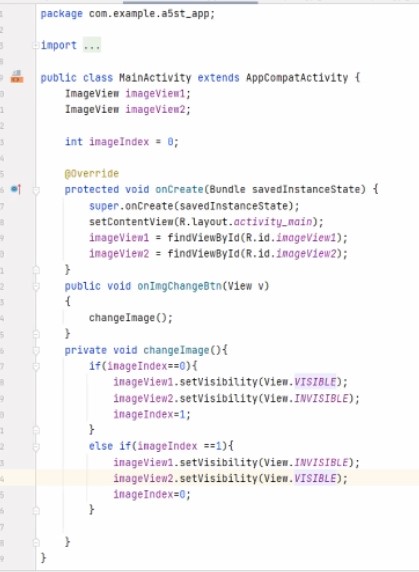 package com.example.a5st_app;
import ...
public class MainActivity extends AppCompatActivity {
ImageView imageView1;
ImageView imageView2;
int imageIndex = 0;
@Override
protected void onCreate(Bundle savedInstanceState) {
super.onCreate(savedInstanceState);
setContentView(R.layout.activity_main);
imageView1 = findViewById(R.id.imageView1);
imageView2 = findViewById(R.id.imageView2);
}
public void onImgChangeBtn(View v)
{
changeImage();
}
private void changeImage(){
if(imageIndex==0){
imageView1.setVisibility(View.VISIBLE);
imageView2.setVisibility(View.INVISIBLE);
imageIndex=1;
}
else if(imageIndex ==1){
imageView1.setVisibility(View.INVISIBLE);
imageView2.setVisibility(View.VISIBLE);
imageIndex=0;
}
}
}